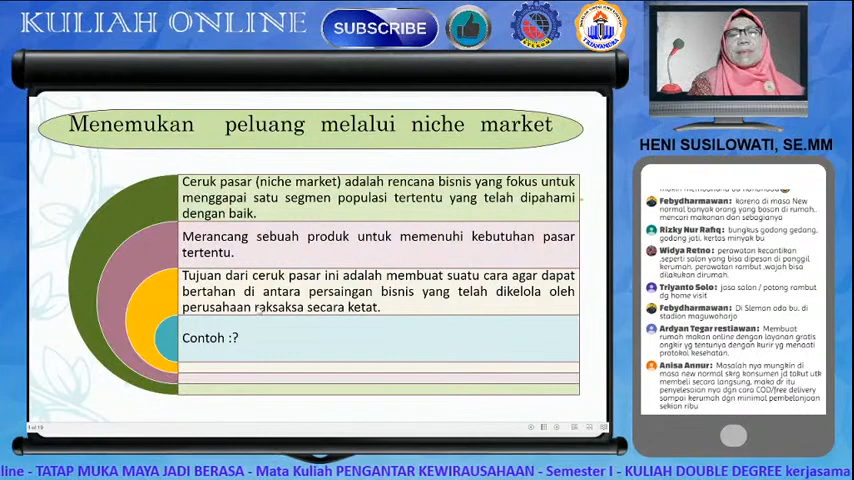 KULIAH ONLINE
SUBSCRIBE
HENI SUSILOWATI, SE.MM
Menemukan peluang melalui niche market
Ceruk pasar (niche market) adalah rencana bisnis yang fokus untuk
menggapai satu segmen populasi tertentu yang telah dipahami
dengan baik.
Merancang sebuah produk untuk memenuhi kebutuhan pasar
tertentu.
Tujuan dari ceruk pasar ini adalah membuat suatu cara agar dapat
bertahan di antara persaingan bisnis yang telah dikelola oleh
perusahaan raksaksa secara ketat.
Contoh :?
Febydharmawan: karena di masa New
normal banyak orang yang bosan di rumah..
mencari makanan dan sebagianya
Rizky Nur Rafiq: bungkus godong gedang,
godong jati, kertas minyak bu
Widya Retno: perawatan kecantikan
,seperti salon yang bisa dipesan di panggil
kerumah, perawatan rambut ,wajah bisa
dilakukan dirumah.
Triyanto Solo: jasa salon / potong rambut
dg home visit
Febydharmawan: Di Sleman ada bu, di
stadion maguwoharjo
Ardyan Tegar restiawan: Membuat
rumah makan online dengan layanan gratis
ongkir yg tentunya dengan kurir yg menaati
protokol kesehatan.
Anisa Annur: Masalah nya mungkin di
masa new normal skrg konsumen jd takut utk
membeli secara langsung, maka dr itu
penyelesaian nya dgn cara COD/free delivery
sampai kerumah dgn minimal pembelanjaan
sekian ribu
line - TATAP MUKA MAYA JADI BERASA - Mata Kuliah PENGANTAR KEWIRAUSAHAAN - Semester I - KULIAH DOUBLE DEGREE kerjasama